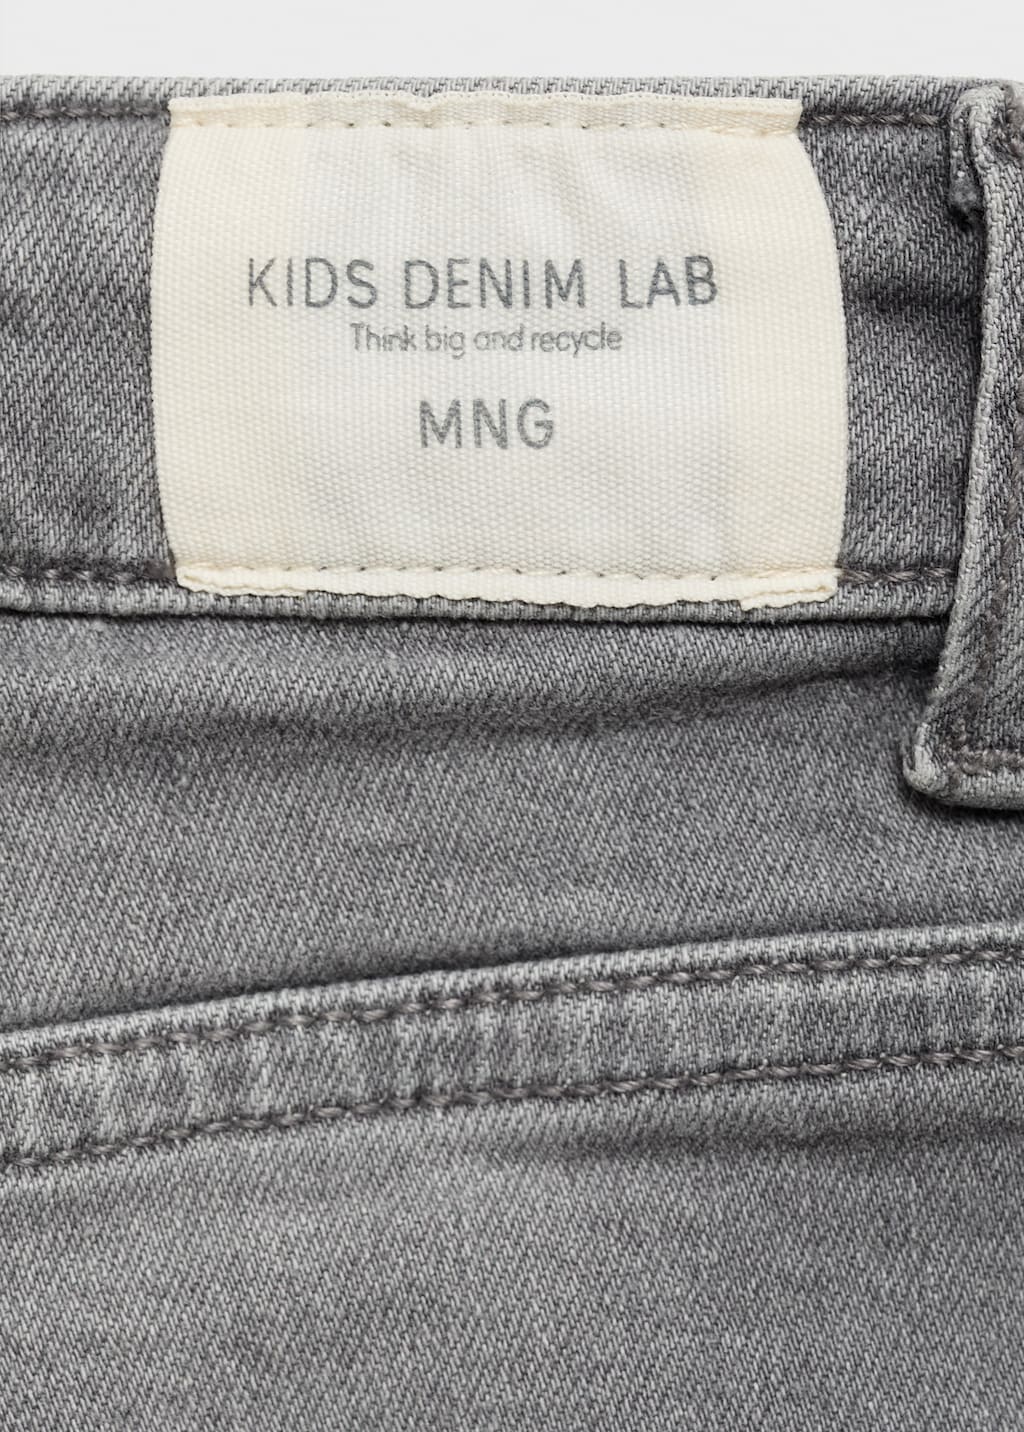 KIDS DENIM LAB
Think big and recycle
MNG